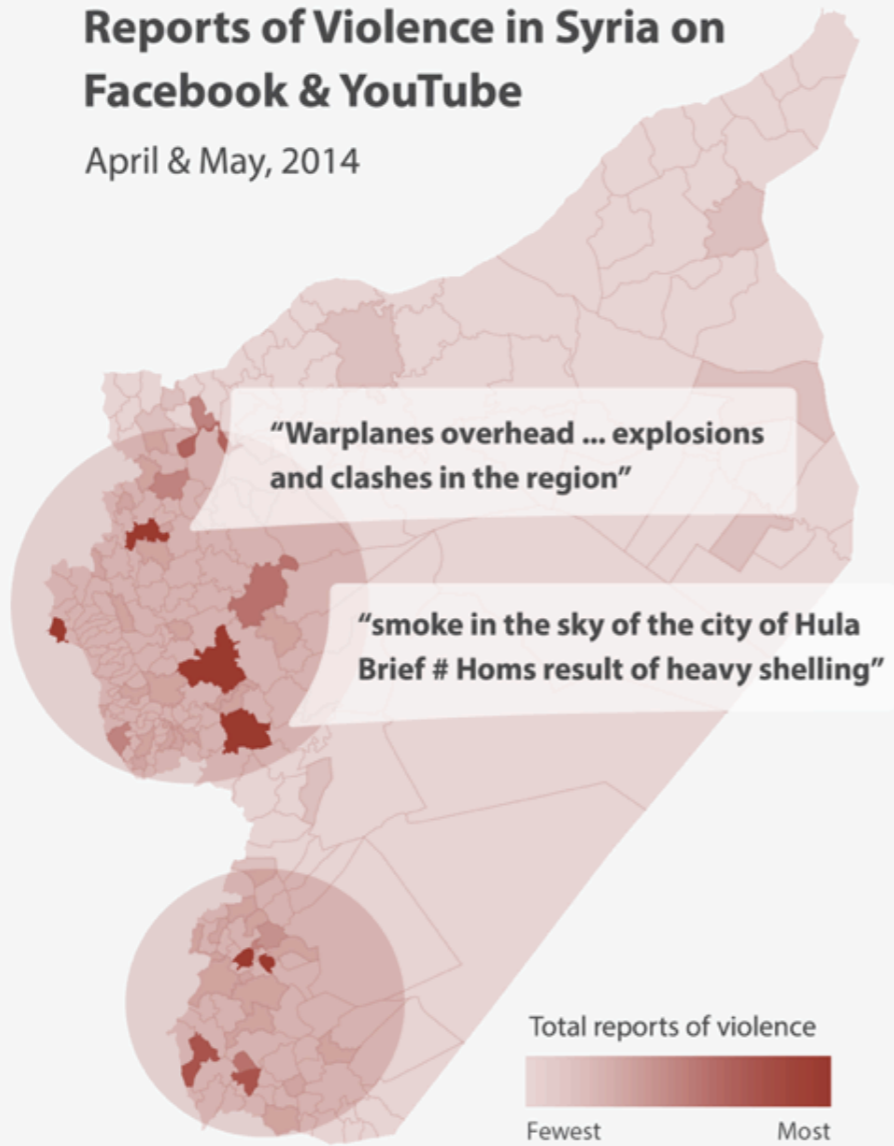 Reports of Violence in Syria on
Facebook & YouTube
April & May, 2014
“Warplanes overhead ... explosions
and clashes in the region”
“smoke in the sky of the city of Hula
Brief # Homs result of heavy shelling”
Total reports of violence
Fewest
Most